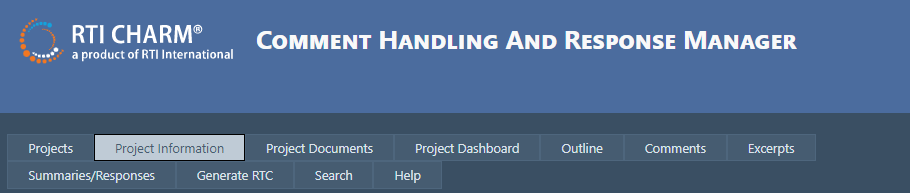 RTI CHARM®
a product of RTI International
COMMENT HANDLING AND RESPONSE MANAGER
Projects
Project Information
Project Documents
Project Dashboard
Outline
Comments
Excerpts
Summaries/Responses
Generate RTC
Search
Help